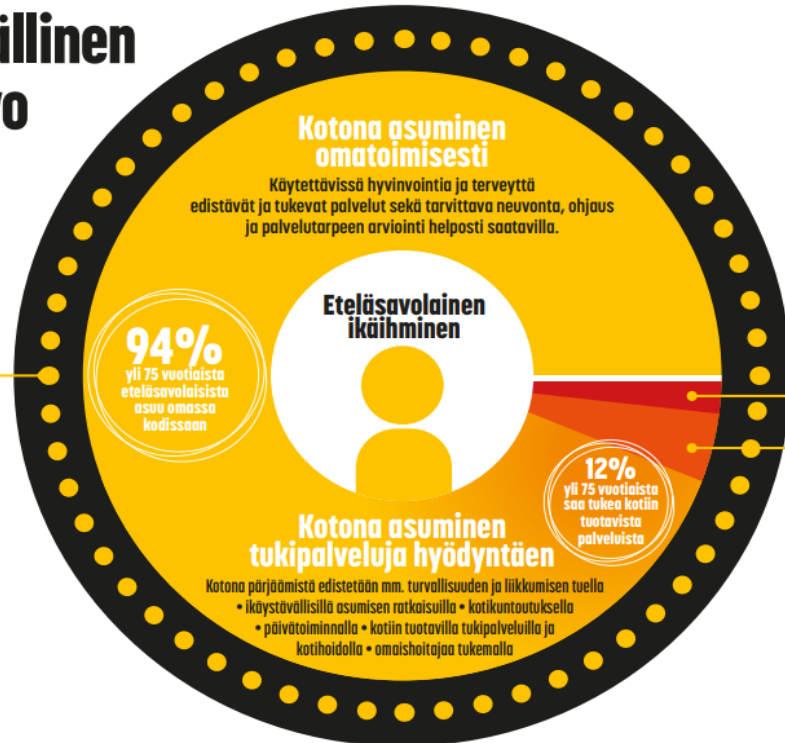 Kotona asuminen
omatoimisesti
Käytettävissä hyvinvointia ja terveyttä
edistävät ja tukevat palvelut sekä tarvittava neuvonta, ohjaus
ja palvelutarpeen arviointi helposti saatavilla.
Eteläsavolainen
ikäihminen
94%
yli 75 vuotiaista
eteläsavolaisista
asuu omassa
kodissaan
12%
yli 75 vuotiaista
saa tukea kotiin
tuotavista
palveluista
Kotona asuminen
tukipalveluja hyödyntäen
Kotona pärjäämistä edistetään mm. turvallisuuden ja liikkumisen tuella
• ikäystävällisillä asumisen ratkaisuilla • kotikuntoutuksella
• päivätoiminnalla • kotiin tuotavilla tukipalveluilla ja
kotihoidolla • omaishoitajaa tukemalla